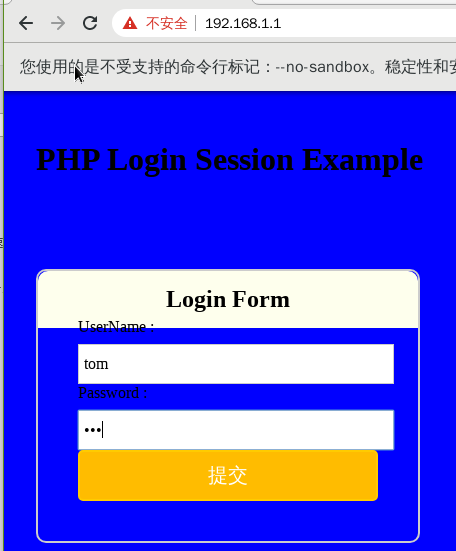 不安全 192.168.1.1
您使用的是不受支持的命令行标记：--no-sandbox。稳定性和
PHP Login Session Example
Login Form
UserName :
tom
Password :
•••
提交